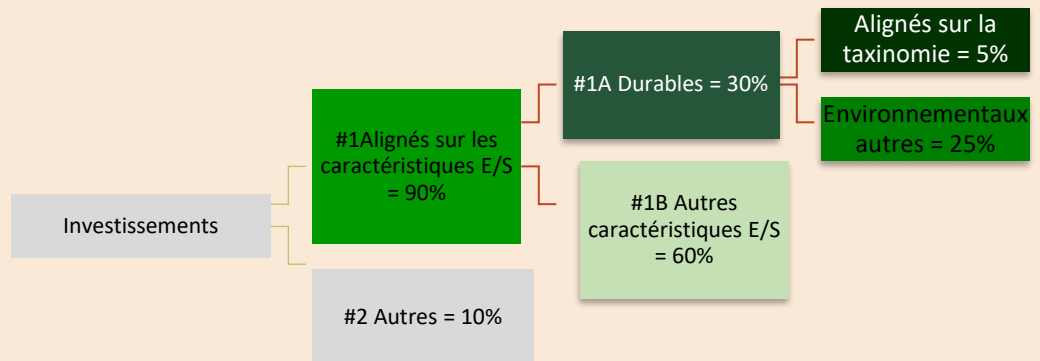 Investissements
#1Alignés sur les
caractéristiques E/S
= 90%
#2 Autres = 10%
#1A Durables = 30%
#1B Autres
caractéristiques E/S
= 60%
Alignés sur la
taxinomie = 5%
Environnementaux
autres = 25%